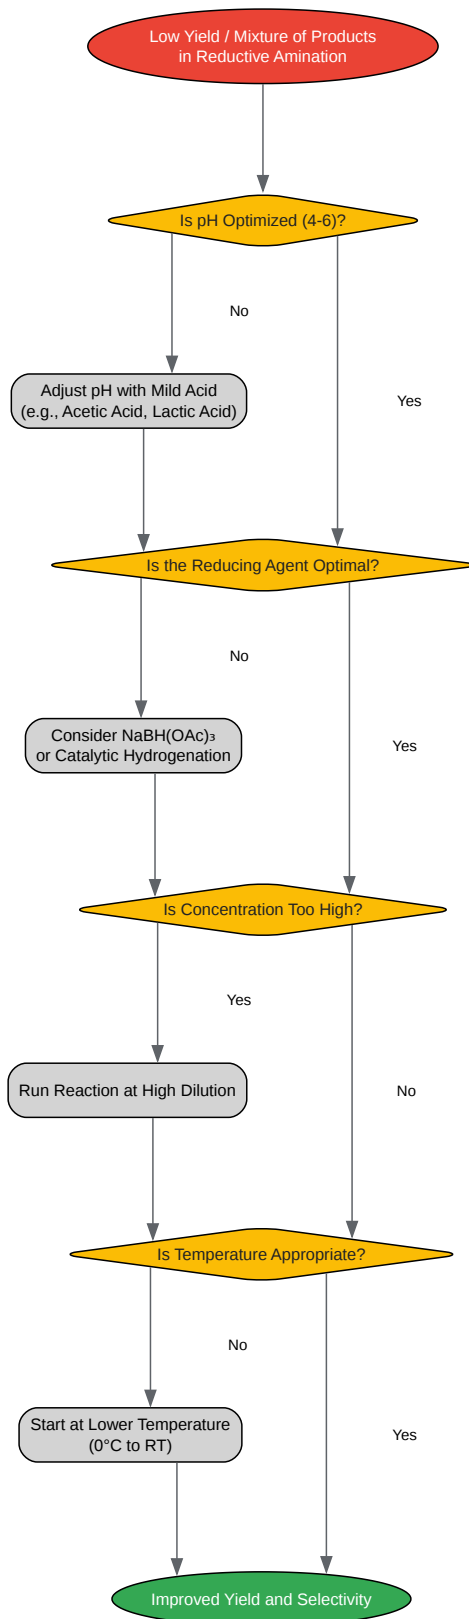 Low Yield / Mixture of Products
in Reductive Amination
Is pH Optimized (4-6)?
No
Adjust pH with Mild Acid
(e.g., Acetic Acid, Lactic Acid)
Yes
Is the Reducing Agent Optimal?
No
Consider NaBH(OAc)₃
or Catalytic Hydrogenation
Yes
Is Concentration Too High?
Yes
Run Reaction at High Dilution
No
Is Temperature Appropriate?
No
Start at Lower Temperature
(0°C to RT)
Yes
Improved Yield and Selectivity